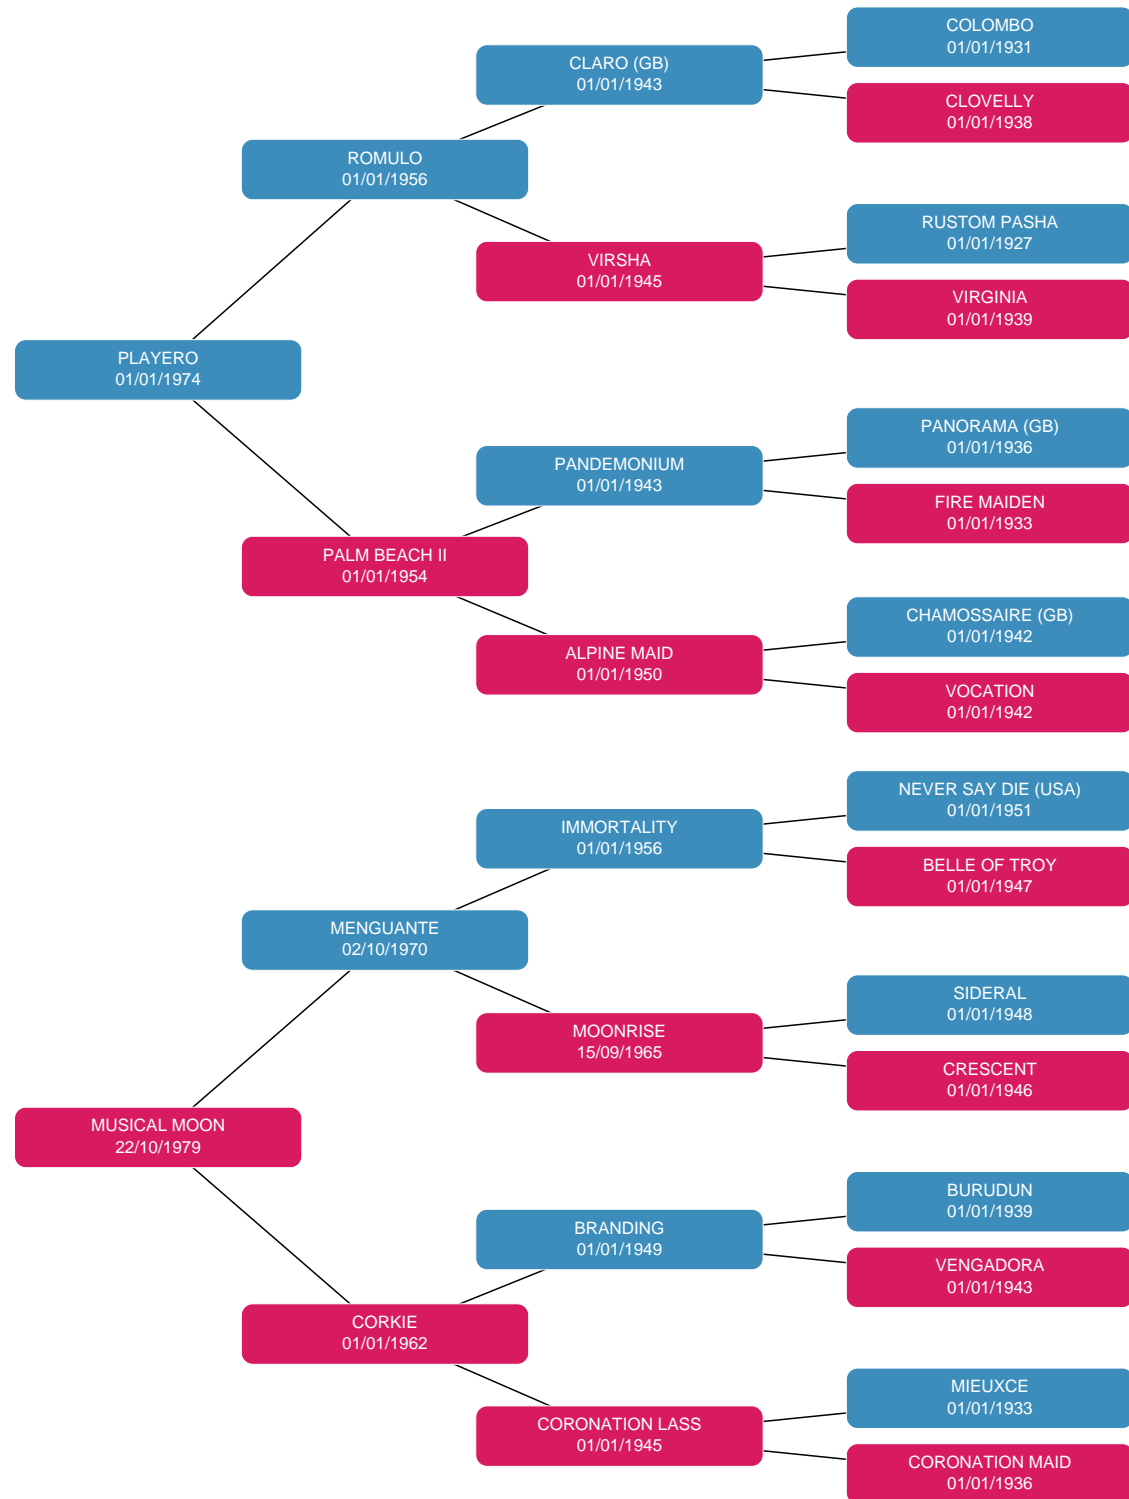 COLOMBO
01/01/1931
CLARO (GB)
01/01/1943
CLOVELLY
01/01/1938
ROMULO
01/01/1956
RUSTOM PASHA
01/01/1927
VIRSHA
01/01/1945
VIRGINIA
01/01/1939
PLAYERO
01/01/1974
PANORAMA (GB)
01/01/1936
PANDEMONIUM
01/01/1943
FIRE MAIDEN
01/01/1933
PALM BEACH II
01/01/1954
CHAMOSSAIRE (GB)
01/01/1942
ALPINE MAID
01/01/1950
VOCATION
01/01/1942
NEVER SAY DIE (USA)
01/01/1951
IMMORTALITY
01/01/1956
BELLE OF TROY
01/01/1947
MENGUANTE
02/10/1970
SIDERAL
01/01/1948
MOONRISE
15/09/1965
CRESCENT
01/01/1946
MUSICAL MOON
22/10/1979
BURUDUN
01/01/1939
BRANDING
01/01/1949
VENGADORA
01/01/1943
CORKIE
01/01/1962
MIEUXCE
01/01/1933
CORONATION LASS
01/01/1945
CORONATION MAID
01/01/1936